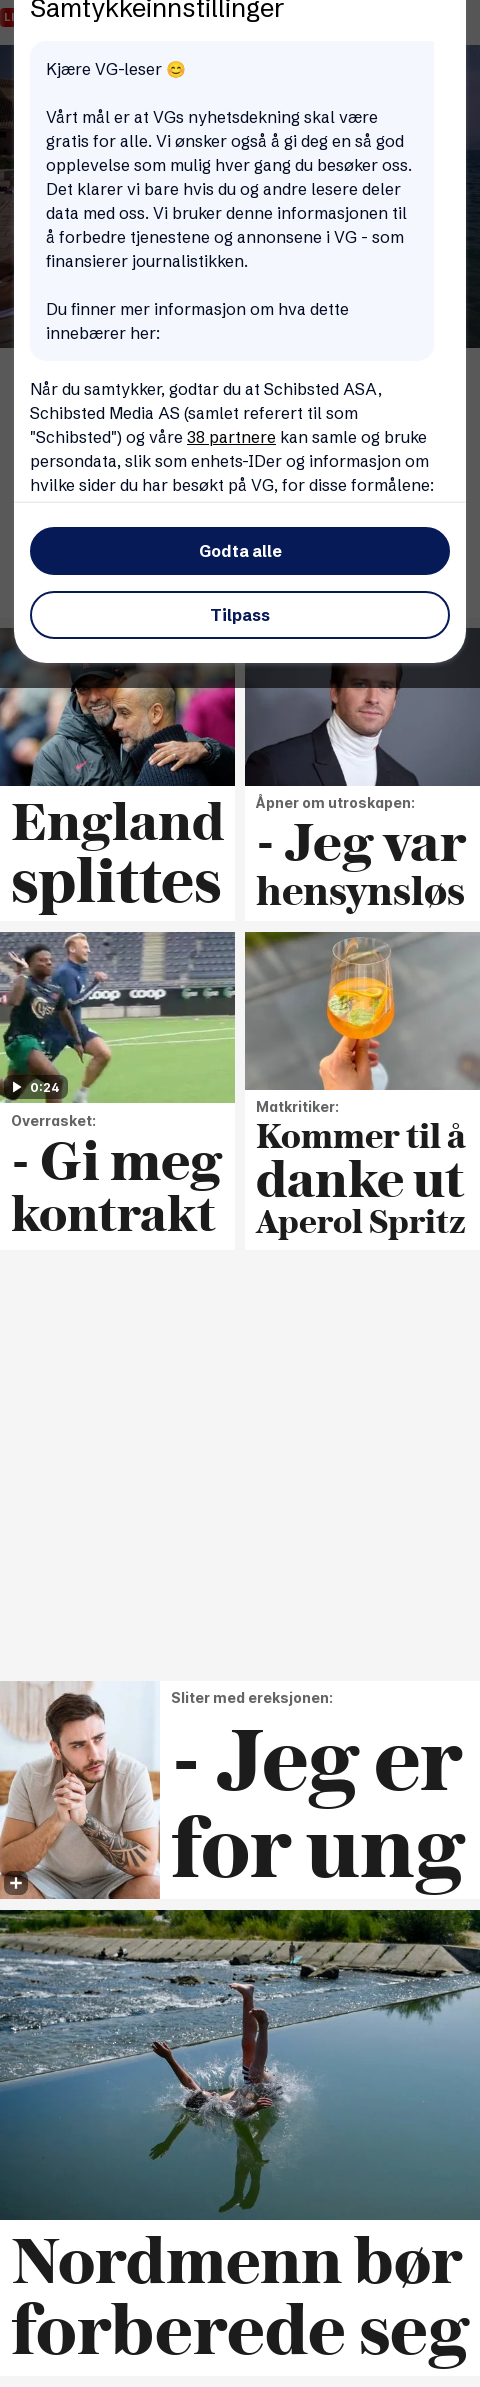 Samtykkeinnstillinger
Kjære VG-leser 😊
Vårt mål er at VGs nyhetsdekning skal være
gratis for alle. Vi ønsker også å gi deg en så god
opplevelse som mulig hver gang du besøker oss.
Det klarer vi bare hvis du og andre lesere deler
data med oss. Vi bruker denne informasjonen til
å forbedre tjenestene og annonsene i VG - som
finansierer journalistikken.
Du finner mer informasjon om hva dette
innebærer her:
Når du samtykker, godtar du at Schibsted ASA,
Schibsted Media AS (samlet referert til som
"Schibsted") og våre 38 partnere kan samle og bruke
persondata, slik som enhets-IDer og informasjon om
hvilke sider du har besøkt på VG, for disse formålene:
Godta alle
Tilpass
England
splittes
Åpner om utroskapen:
- Jeg var
hensynsløs
coop
0:24
Overrasket:
- Gi meg
kontrakt
Matkritiker:
Kommer til å
danke ut
Aperol Spritz
Sliter med ereksjonen:
- Jeg er
for ung
Nordmenn bør
forberede seg